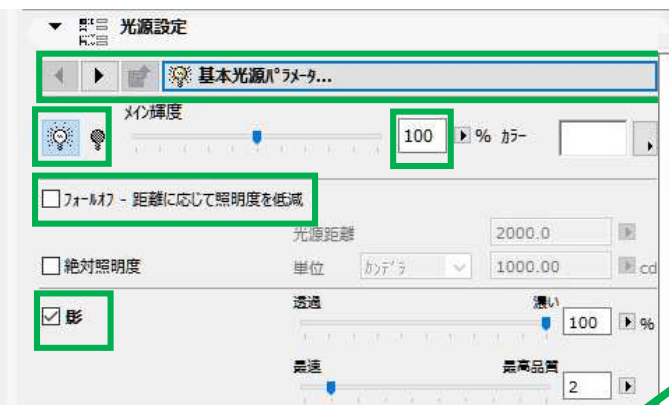 ▼ 光源設定
基本光源パラメータ...
メイン輝度
100 % カラー
フォールオフ - 距離に応じて照明度を低減
光源距離 2000.0
絶対照明度 単位 カンデラ 1000.00 cd
影 透過 濃い 100 %
最速 最高品質 2